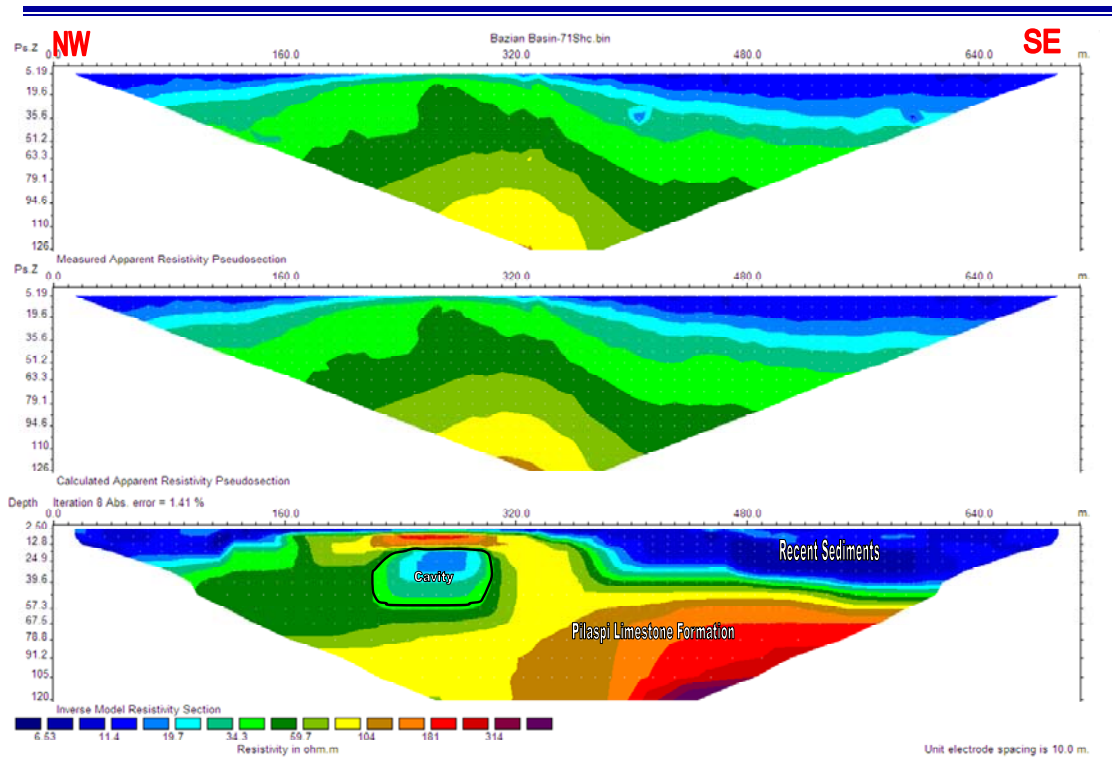 Bazian Basin-71Shc.bin
NW
SE
Ps.Z 0.0 160.0 320.0 480.0 640.0 m.
5.19
19.6
35.6
51.2
63.3
79.1
94.6
110.
126.
Measured Apparent Resistivity Pseudosection
Ps.Z 0.0 160.0 320.0 480.0 640.0 m.
5.19
19.6
35.6
51.2
63.3
79.1
94.6
110.
126.
Calculated Apparent Resistivity Pseudosection
Depth Iteration 8 Abs. error = 1.41 %
0.0 160.0 320.0 480.0 640.0 m.
2.50
12.8
24.9
39.6
57.3
67.5
78.8
91.2
105.
120.
Recent Sediments
Cavity
Pilaspi Limestone Formation
Inverse Model Resistivity Section
6.53 11.4 19.7 34.3 59.7 104 181 314
Resistivity in ohm.m
Unit electrode spacing is 10.0 m.